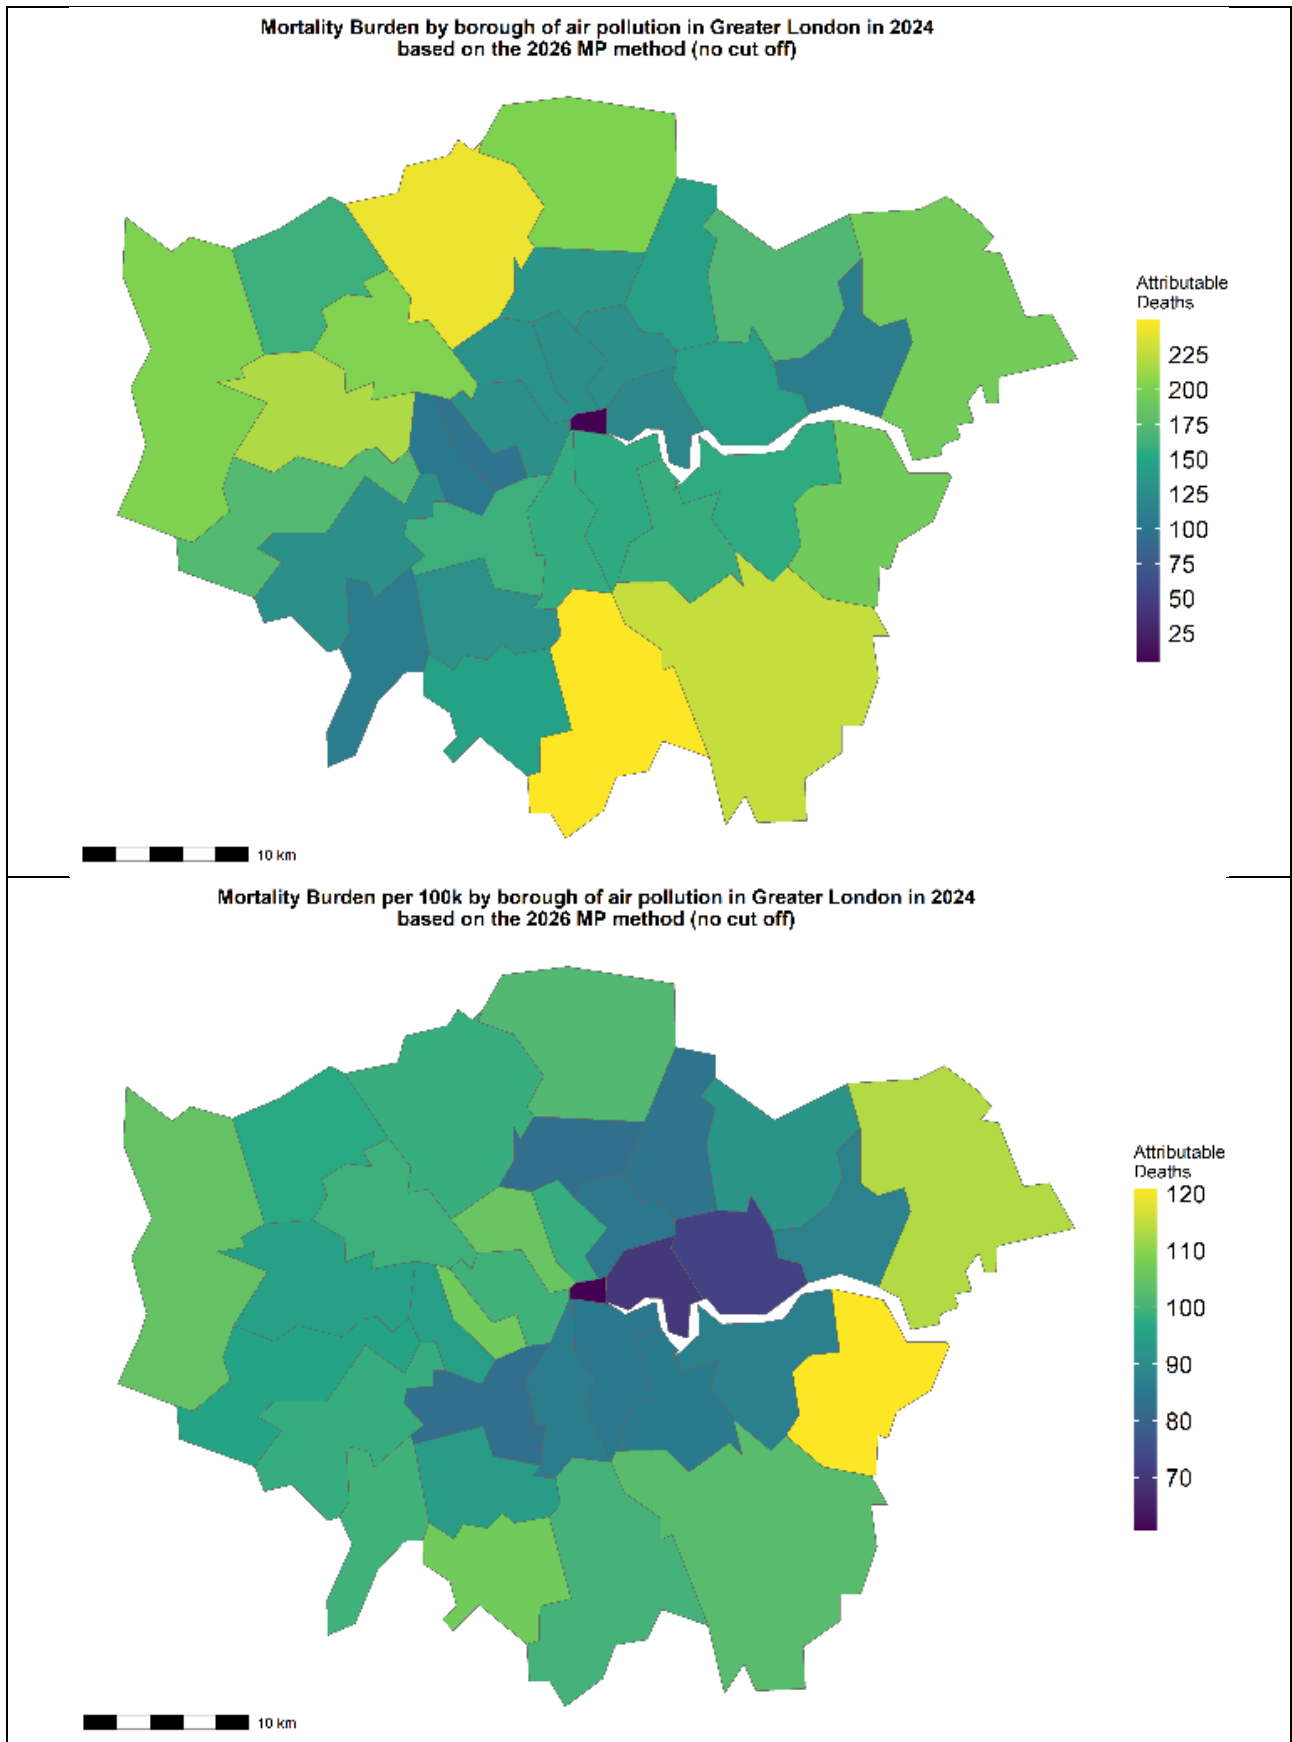 Mortality Burden by borough of air pollution in Greater London in 2024
based on the 2026 MP method (no cut off)
Attributable
Deaths
225
200
175
150
125
100
75
50
25
10 km
Mortality Burden per 100k by borough of air pollution in Greater London in 2024
based on the 2026 MP method (no cut off)
Attributable
Deaths
120
110
100
90
80
70
10 km